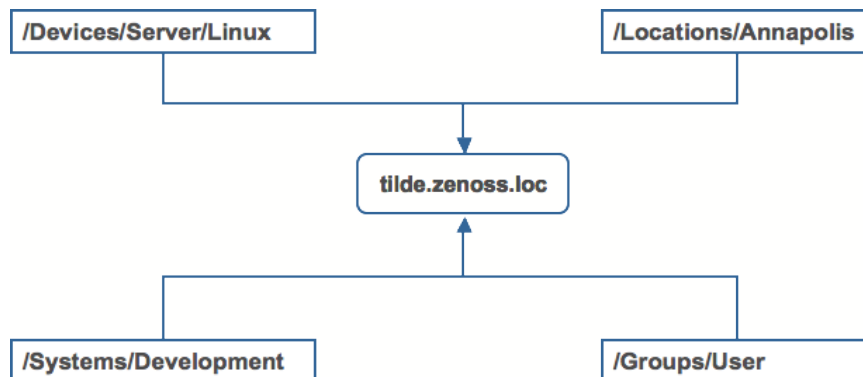 /Devices/Server/Linux
/Locations/Annapolis
tilde.zenoss.loc
/Systems/Development
/Groups/User